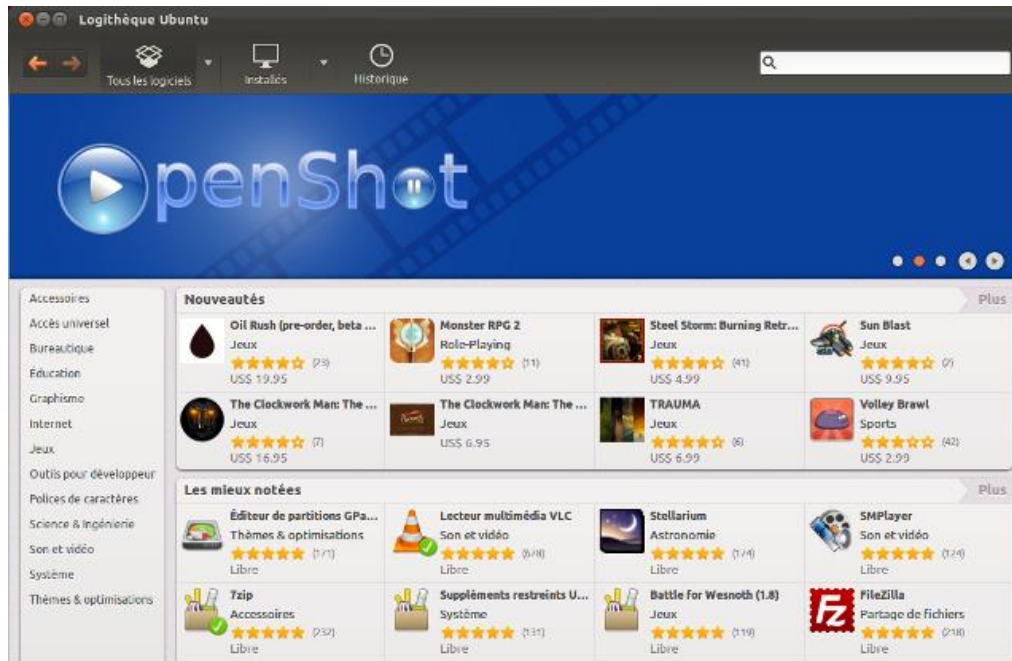 Logithèque Ubuntu
Tous les logiciels
Installés
Historique
OpenShot
Accessoires
Accès universel
Bureautique
Éducation
Graphisme
Internet
Jeux
Outils pour développeur
Polices de caractères
Science & Ingénierie
Son et vidéo
Système
Thèmes & optimisations
Nouveautés
Plus
Oil Rush (pre-order, beta ...
Jeux
(23)
US$ 19.95
Monster RPG 2
Role-Playing
(11)
US$ 2.99
Steel Storm: Burning Retr...
Jeux
(41)
US$ 4.99
Sun Blast
Jeux
(7)
US$ 9.95
The Clockwork Man: The ...
Jeux
(7)
US$ 16.95
The Clockwork Man: The ...
Jeux
US$ 6.95
TRAUMA
Jeux
(6)
US$ 6.99
Volley Brawl
Sports
(42)
US$ 2.99
Les mieux notées
Plus
Éditeur de partitions GPa...
Thèmes & optimisations
(171)
Libre
Lecteur multimédia VLC
Son et vidéo
(678)
Libre
Stellarium
Astronomie
(174)
Libre
SMPlayer
Son et vidéo
(124)
Libre
7zip
Accessoires
(232)
Libre
Suppléments restreints U...
Système
(131)
Libre
Battle for Wesnoth (1.8)
Jeux
(119)
Libre
FileZilla
Partage de fichiers
(218)
Libre